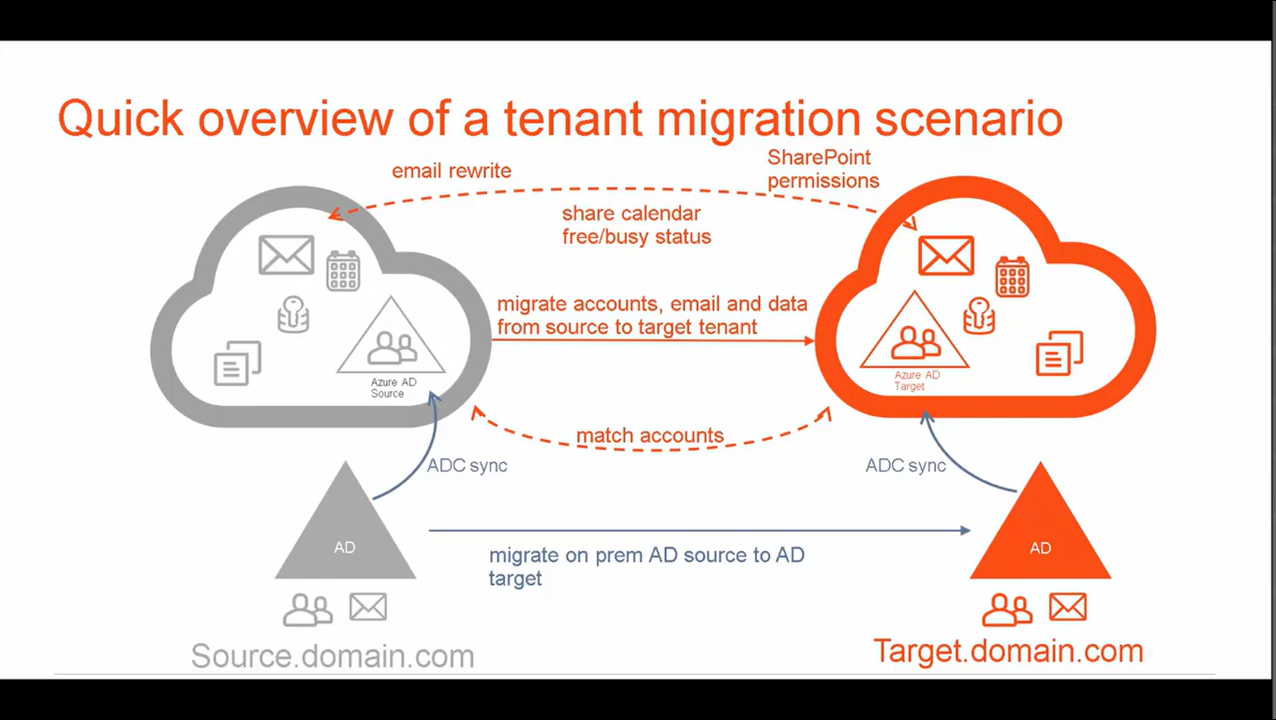 Quick overview of a tenant migration scenario
email rewrite
SharePoint
permissions
share calendar
free/busy status
migrate accounts, email and data
from source to target tenant
Azure AD
Source
Azure AD
Target
match accounts
ADC sync
ADC sync
AD
AD
migrate on prem AD source to AD
target
Source.domain.com
Target.domain.com